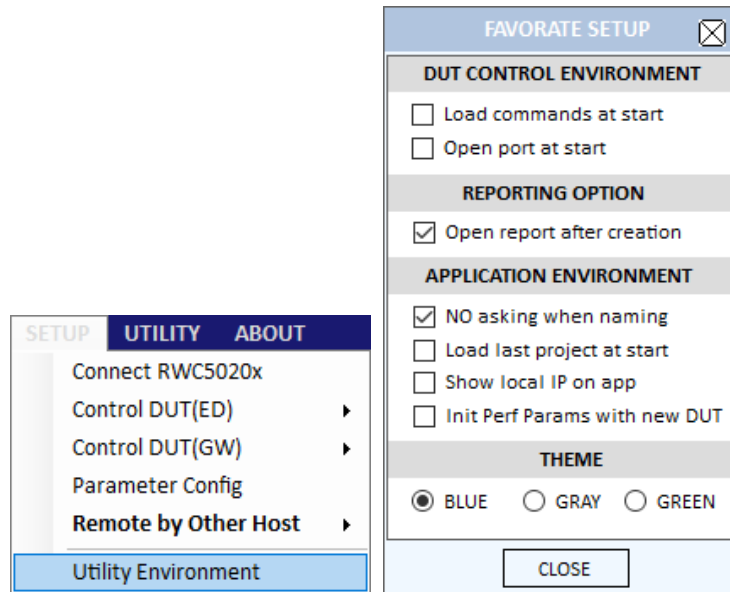 SETUP UTILITY ABOUT
Connect RWC5020x
Control DUT(ED)
Control DUT(GW)
Parameter Config
Remote by Other Host
Utility Environment
FAVORATE SETUP
DUT CONTROL ENVIRONMENT
Load commands at start
Open port at start
REPORTING OPTION
Open report after creation
APPLICATION ENVIRONMENT
NO asking when naming
Load last project at start
Show local IP on app
Init Perf Params with new DUT
THEME
BLUE GRAY GREEN
CLOSE